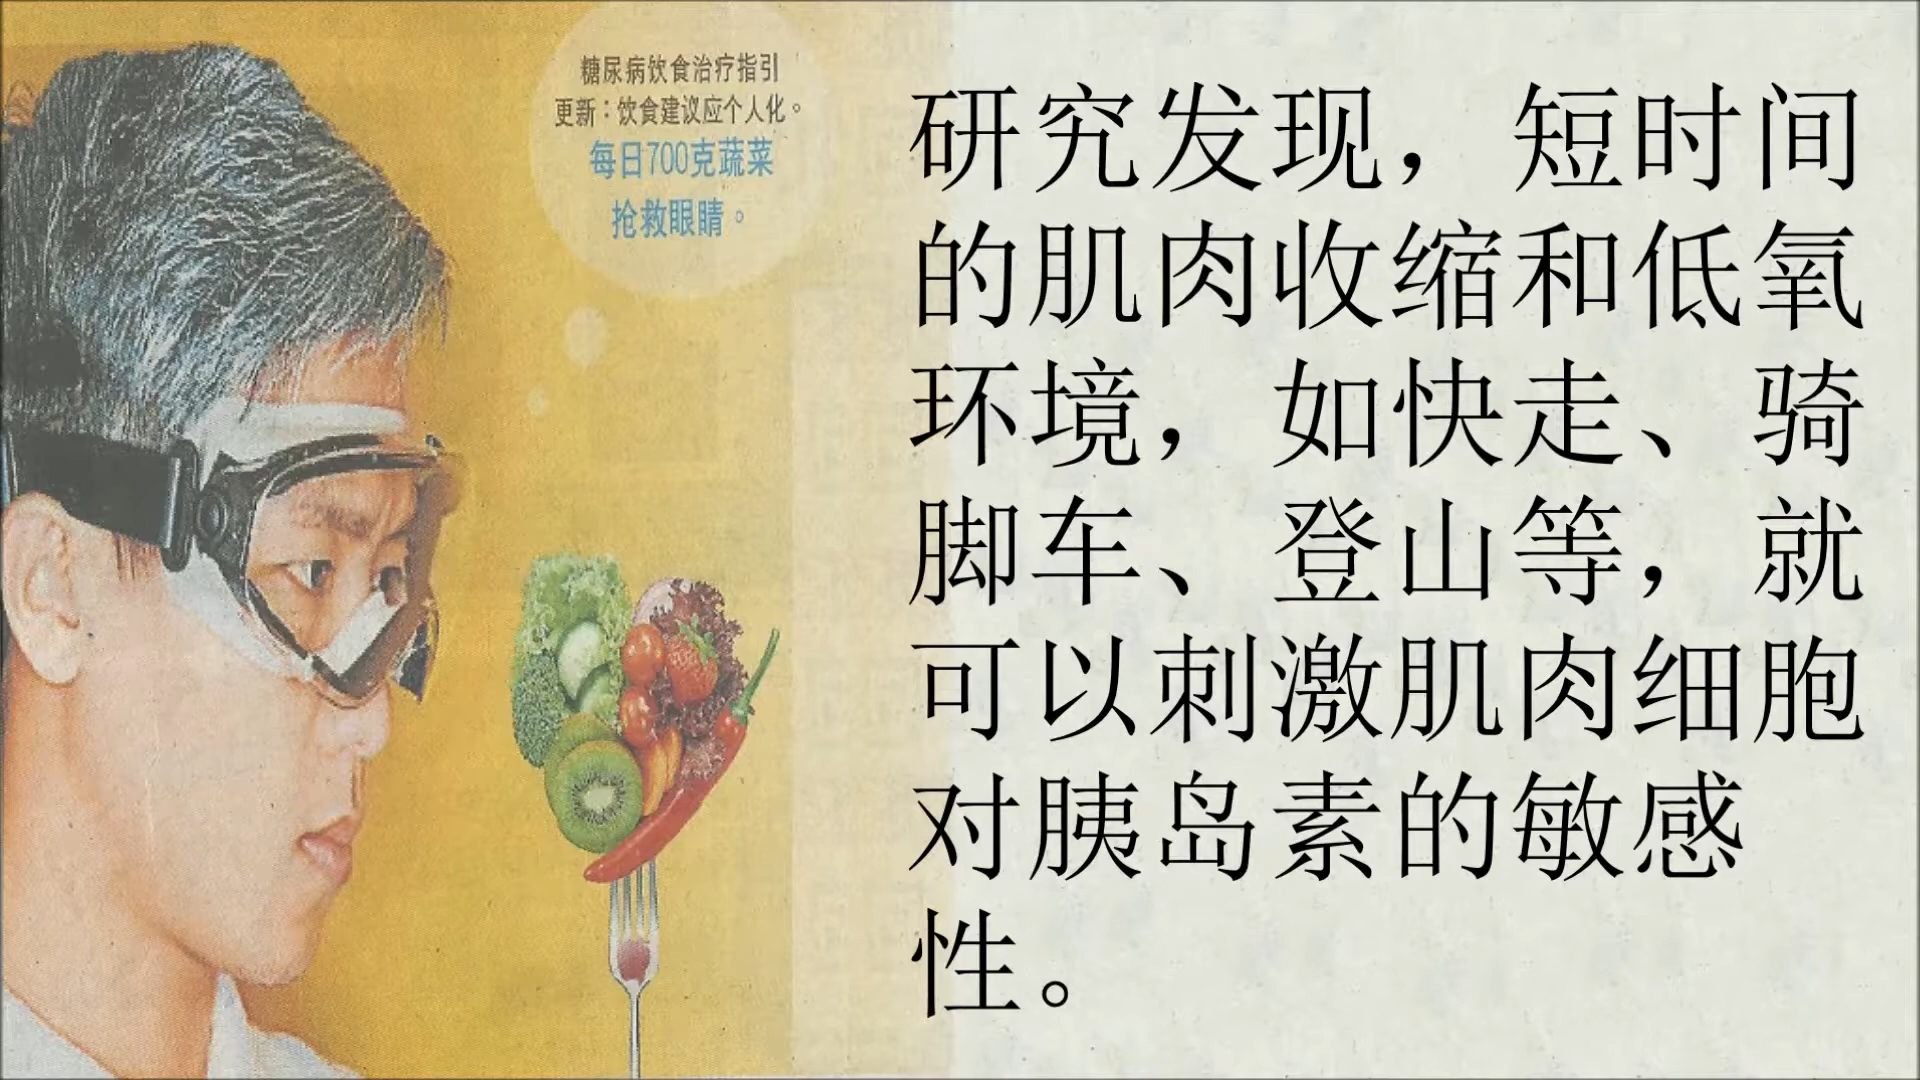 糖尿病饮食治疗指引
更新：饮食建议应个人化。
每日700克蔬菜
抢救眼睛。
研究发现，短时间
的肌肉收缩和低氧
环境，如快走、骑
脚车、登山等，就
可以刺激肌肉细胞
对胰岛素的敏感
性。